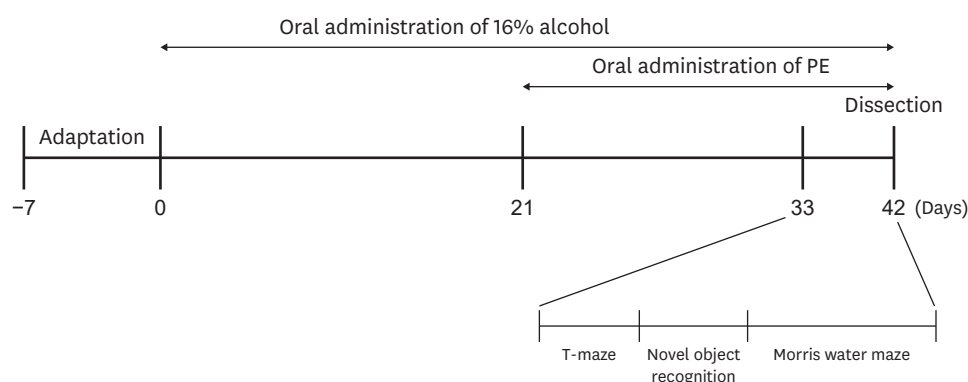 Oral administration of 16% alcohol
Oral administration of PE
Dissection
Adaptation
−7 0 21 33 42 (Days)
T-maze Novel object Morris water maze
recognition